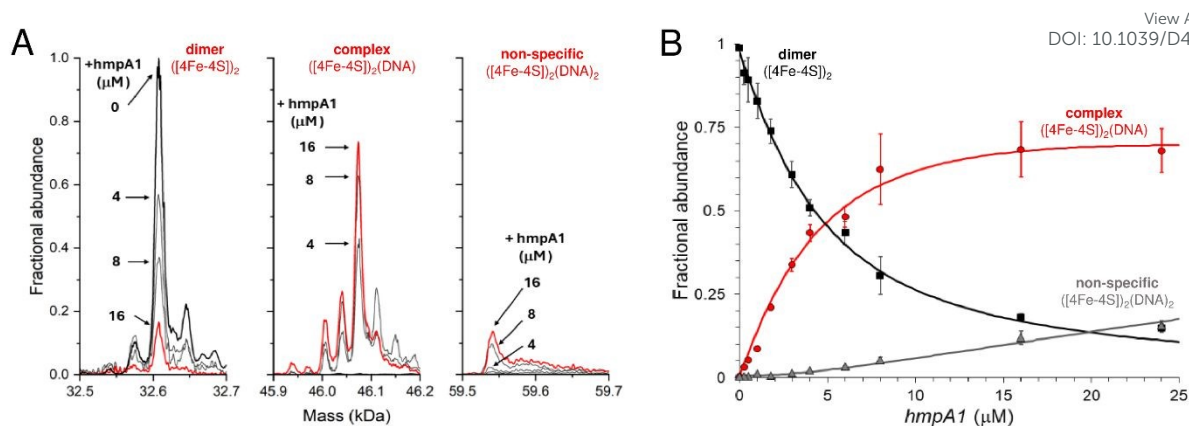 View A
DOI: 10.1039/D4
A
dimer
([4Fe-4S])₂
+hmpA1
(μM)
0
4
8
16
complex
([4Fe-4S])₂(DNA)
+ hmpA1
(μM)
16
8
4
non-specific
([4Fe-4S])₂(DNA)₂
+ hmpA1
(μM)
16
8
4
Fractional abundance
1.0
0.8
0.6
0.4
0.2
0.0
32.5 32.6 32.7
45.9 46.0 46.1 46.2
59.5 59.6 59.7
Mass (kDa)
B
dimer
([4Fe-4S])₂
complex
([4Fe-4S])₂(DNA)
non-specific
([4Fe-4S])₂(DNA)₂
Fractional abundance
1
0.75
0.5
0.25
0
0 5 10 15 20 25
hmpA1 (μM)